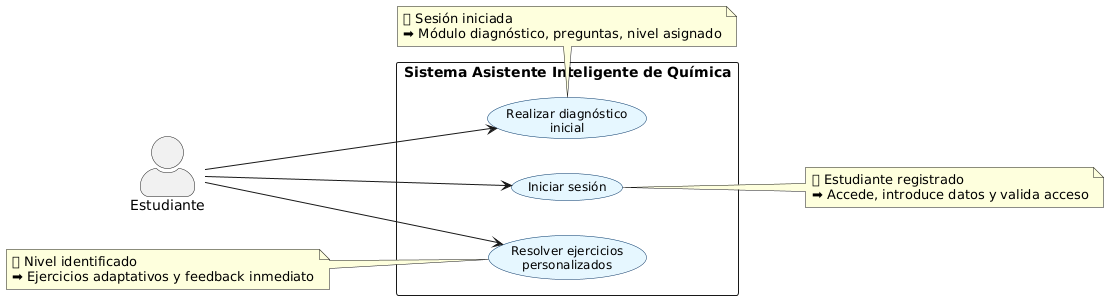 ▯ Sesión iniciada
➡ Módulo diagnóstico, preguntas, nivel asignado
Sistema Asistente Inteligente de Química
Realizar diagnóstico
inicial
Estudiante
Iniciar sesión
▯ Estudiante registrado
➡ Accede, introduce datos y valida acceso
Resolver ejercicios
personalizados
▯ Nivel identificado
➡ Ejercicios adaptativos y feedback inmediato